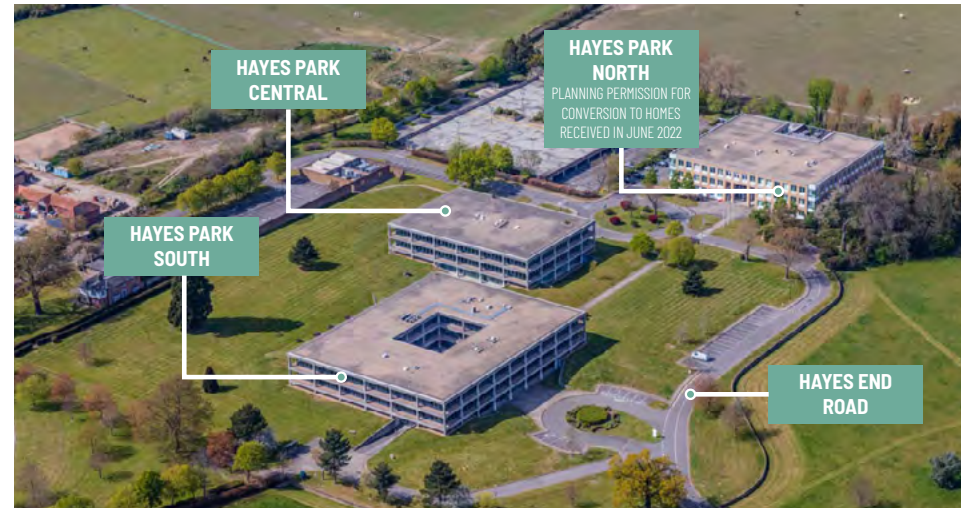 HAYES PARK
CENTRAL
HAYES PARK
NORTH
PLANNING PERMISSION FOR
CONVERSION TO HOMES
RECEIVED IN JUNE 2022
HAYES PARK
SOUTH
HAYES END
ROAD